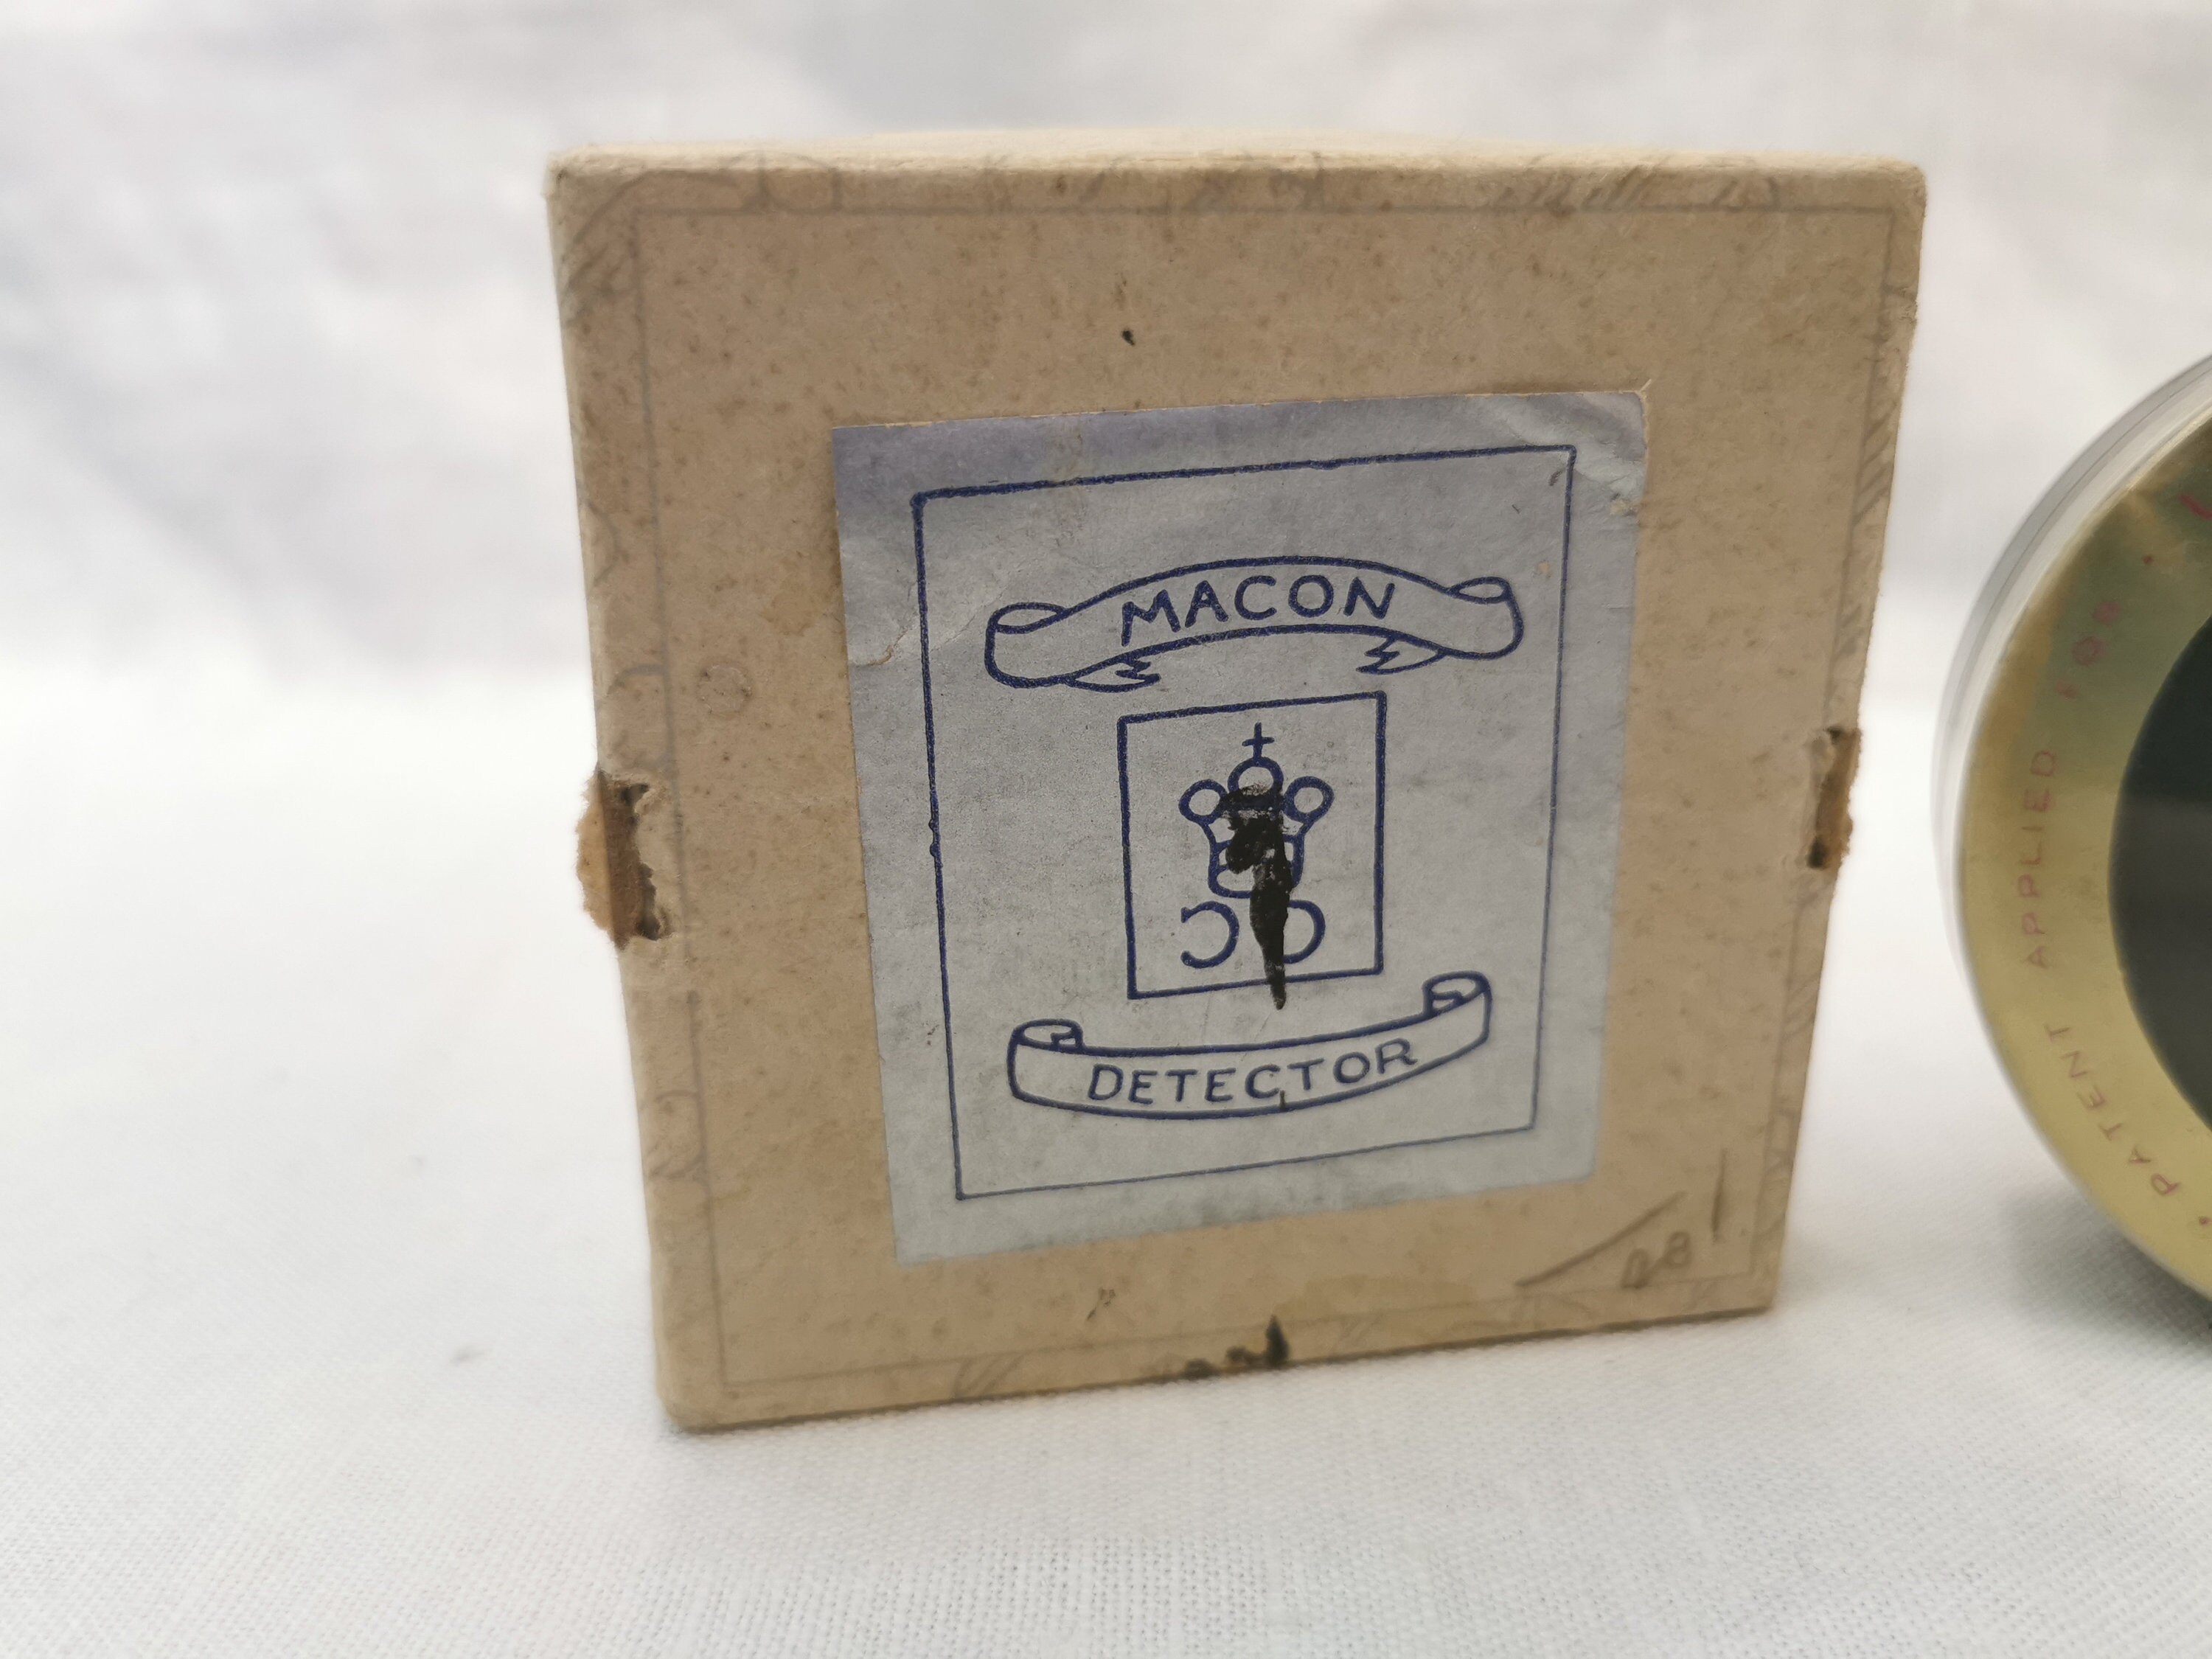 MACON
DETECTOR
PATENT APPLIED FOR